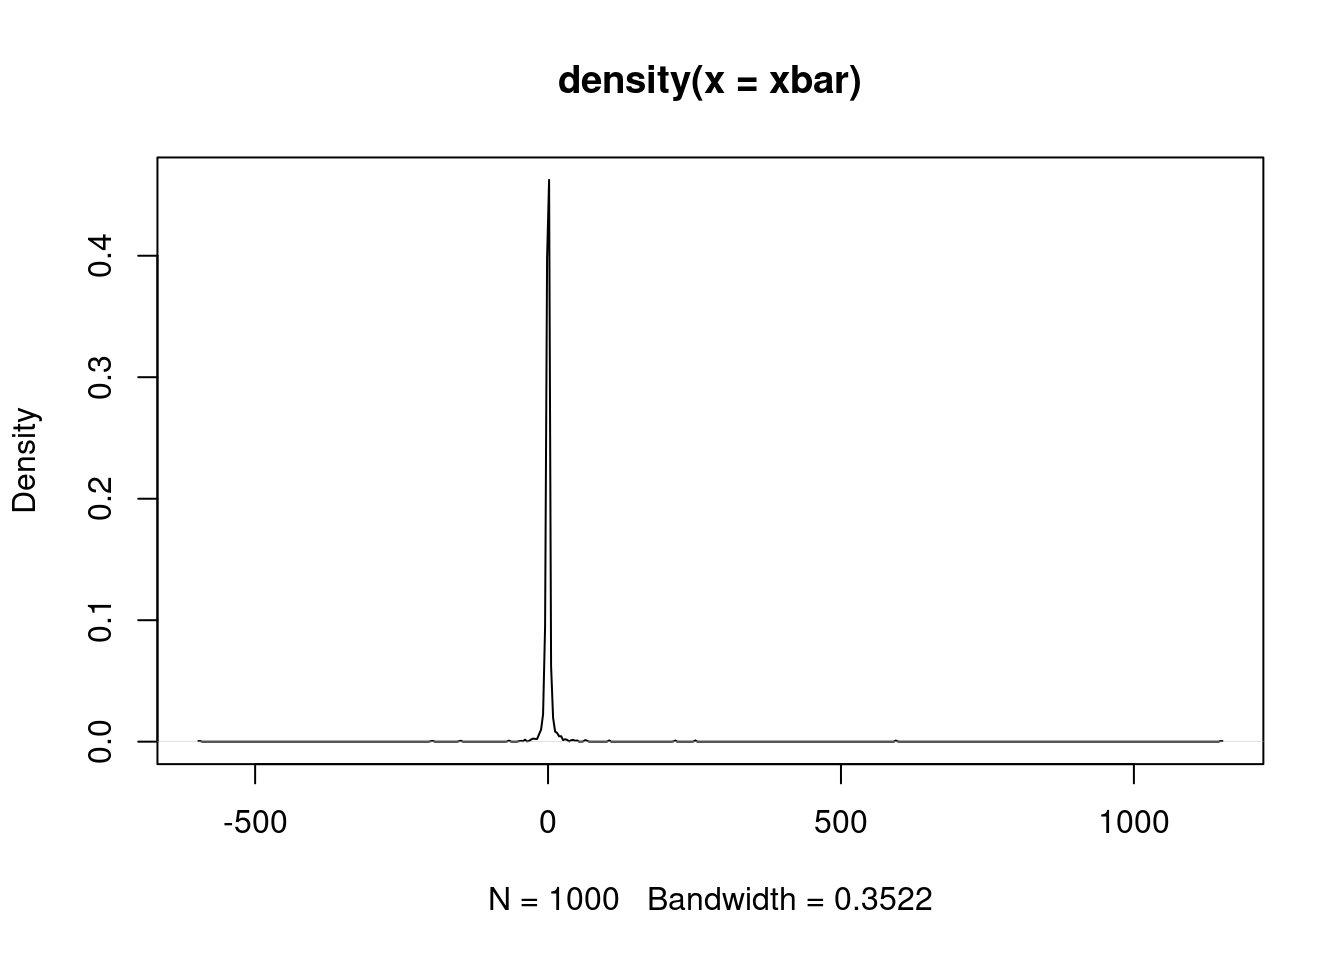 density(x = xbar)
Density
0.4
0.3
0.2
0.1
0.0
-500 0 500 1000
N = 1000 Bandwidth = 0.3522